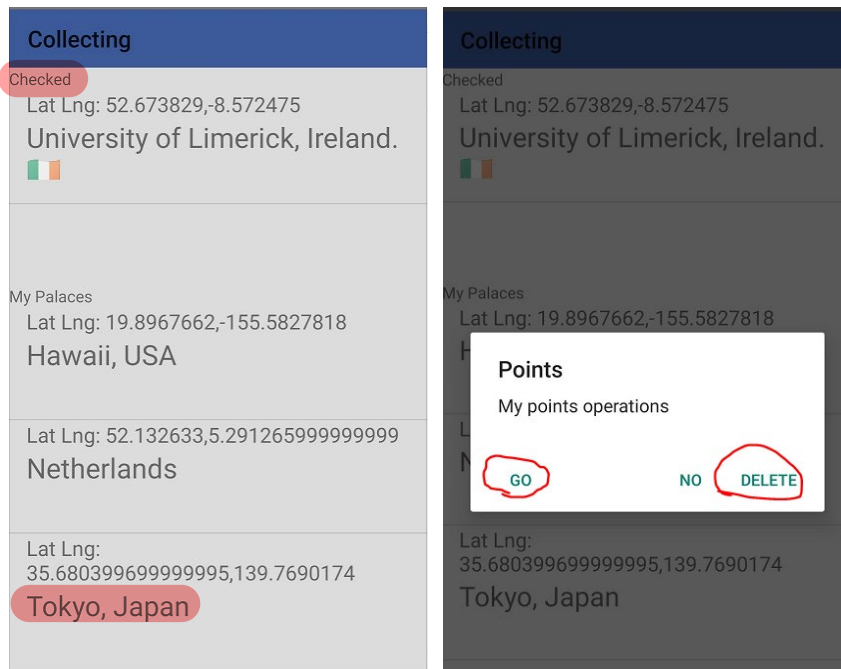 Collecting
Checked
Lat Lng: 52.673829,-8.572475
University of Limerick, Ireland.
🇮🇪
My Palaces
Lat Lng: 19.8967662,-155.5827818
Hawaii, USA
Lat Lng: 52.132633,5.291265999999999
Netherlands
Lat Lng:
35.680399699999995,139.7690174
Tokyo, Japan
Collecting
Checked
Lat Lng: 52.673829,-8.572475
University of Limerick, Ireland.
🇮🇪
My Palaces
Lat Lng: 19.8967662,-155.5827818
H
Points
My points operations
L
N
GO NO DELETE
Lat Lng:
35.680399699999995,139.7690174
Tokyo, Japan